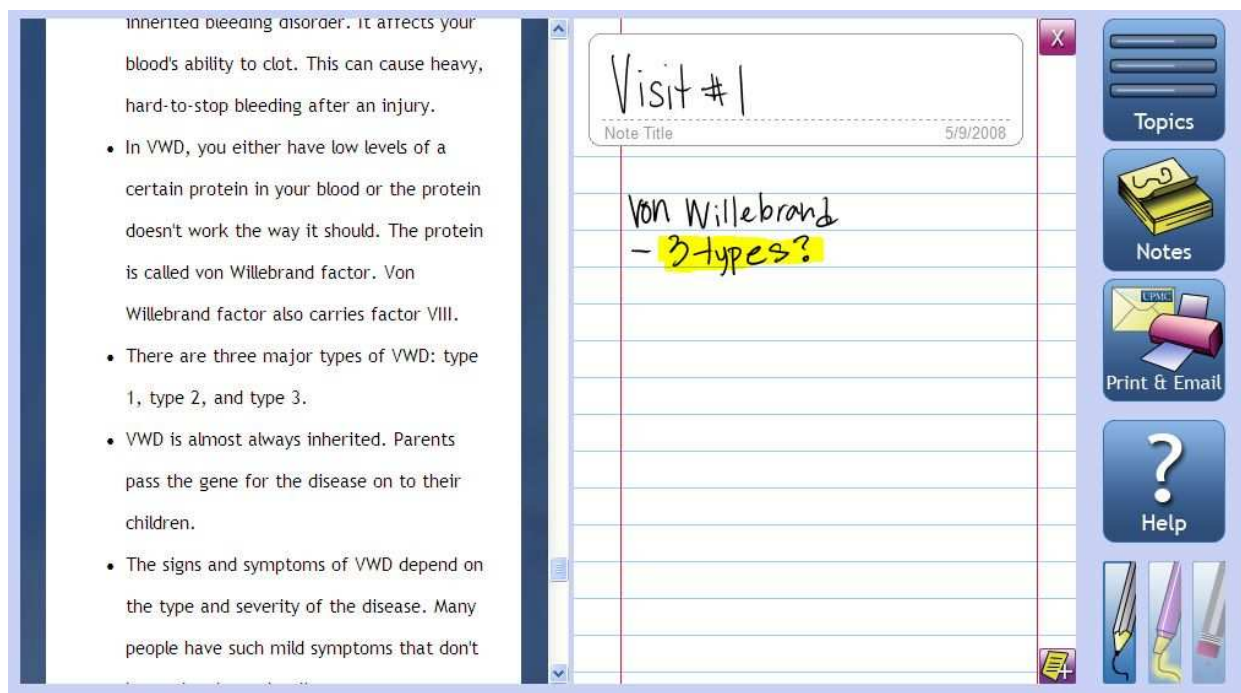 inherited bleeding disorder. It affects your
blood's ability to clot. This can cause heavy,
hard-to-stop bleeding after an injury.
• In VWD, you either have low levels of a
certain protein in your blood or the protein
doesn't work the way it should. The protein
is called von Willebrand factor. Von
Willebrand factor also carries factor VIII.
• There are three major types of VWD: type
1, type 2, and type 3.
• VWD is almost always inherited. Parents
pass the gene for the disease on to their
children.
• The signs and symptoms of VWD depend on
the type and severity of the disease. Many
people have such mild symptoms that don't
Visit #1
Note Title 5/9/2008
Von Willebrand
- 3 types?
X
Topics
Notes
UPMC
Print & Email
?
Help